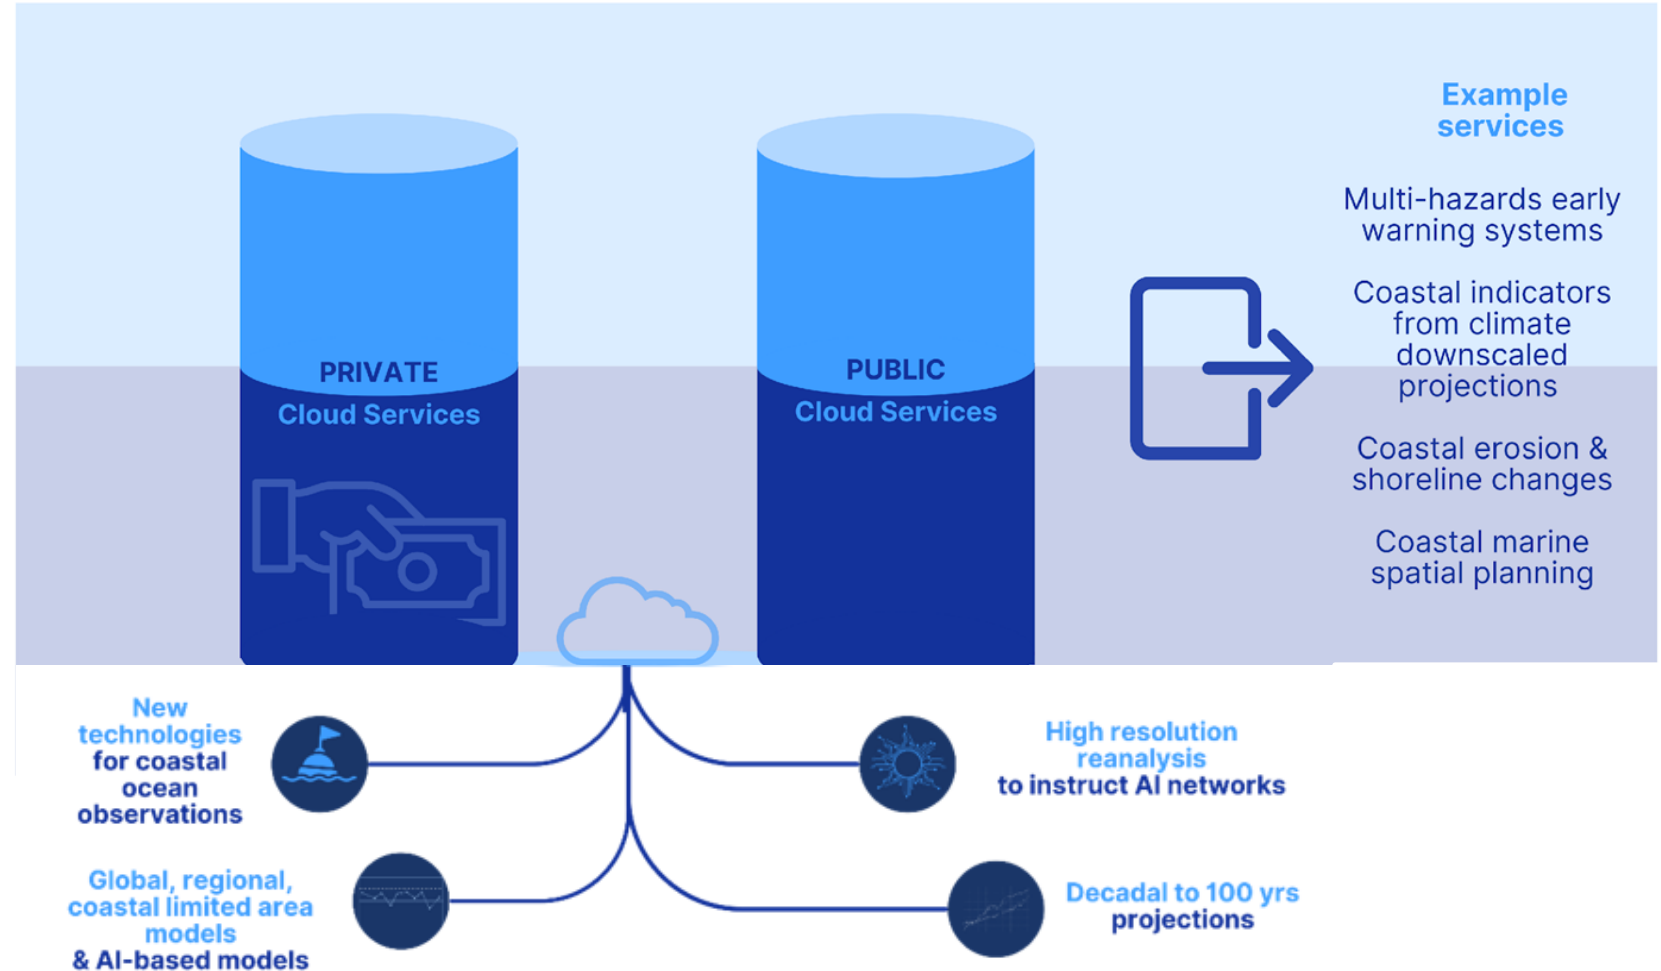 Example
services
Multi-hazards early
warning systems
Coastal indicators
from climate
downscaled
projections
Coastal erosion &
shoreline changes
Coastal marine
spatial planning
PRIVATE
Cloud Services
PUBLIC
Cloud Services
New
technologies
for coastal
ocean
observations
High resolution
reanalysis
to instruct AI networks
Global, regional,
coastal limited area
models
& AI-based models
Decadal to 100 yrs
projections